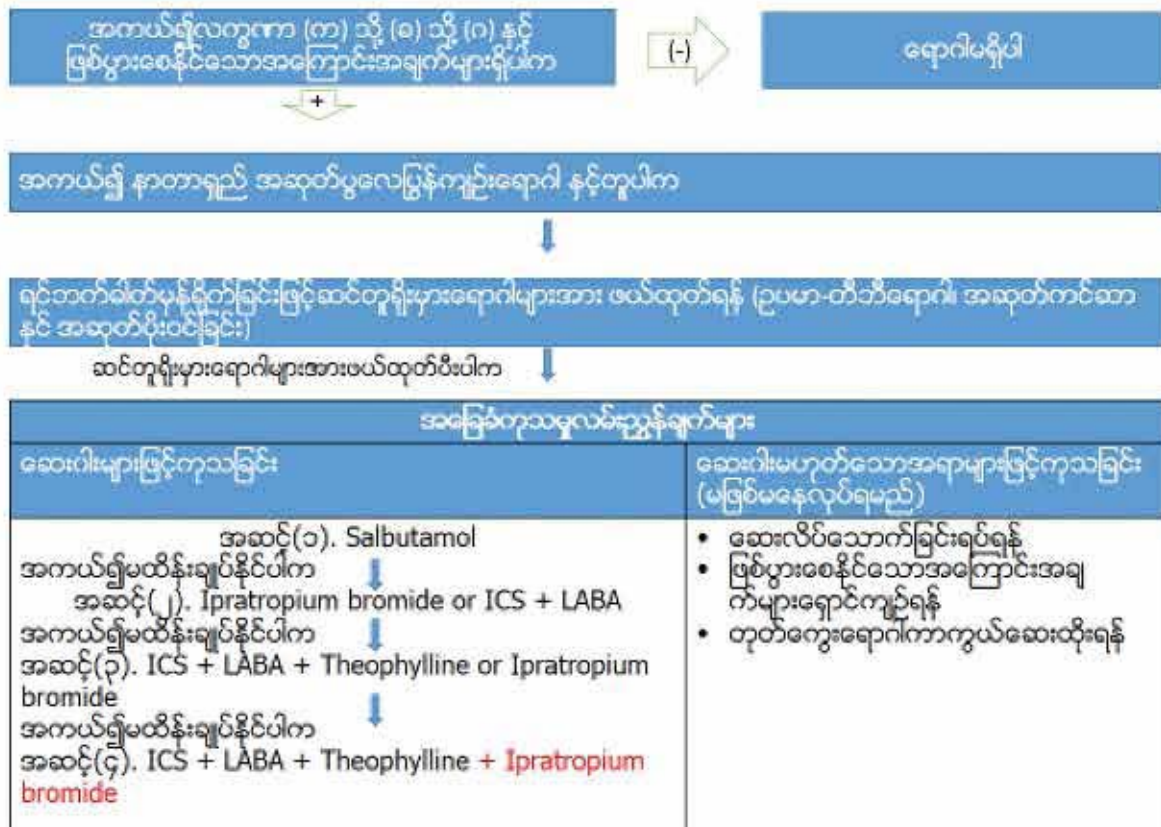 အကယ်၍လက္ခဏာ (က) သို့ (ခ) သို့ (ဂ) နှင့်
ဖြစ်ပွားစေနိုင်သောအကြောင်းအချက်များရှိပါက
(-)
ရောဂါမရှိပါ
+
အကယ်၍ နာတာရှည် အဆုတ်ပွလေပြွန်ကျဉ်းရောဂါ နှင့်တူပါက
ရင်ဘက်ဓါတ်မှန်ရိုက်ခြင်းဖြင့်ဆင်တူရိုးမှားရောဂါများအား ဖယ်ထုတ်ရန် (ဥပမာ-တီဘီရောဂါ၊ အဆုတ်ကင်ဆာ
နှင့် အဆုတ်ပိုးဝင်ခြင်း)
ဆင်တူရိုးမှားရောဂါများအားဖယ်ထုတ်ပီးပါက
အခြေခံကုသမှုလမ်းညွှန်ချက်များ
ဆေးဂါးများဖြင့်ကုသခြင်း
ဆေးဂါးမဟုတ်သောအရာများဖြင့်ကုသခြင်း
(မဖြစ်မနေလုပ်ရမည်)
အဆင့်(၁). Salbutamol
အကယ်၍မထိန်းချုပ်နိုင်ပါက
အဆင့်(၂). Ipratropium bromide or ICS + LABA
အကယ်၍မထိန်းချုပ်နိုင်ပါက
အဆင့်(၃). ICS + LABA + Theophylline or Ipratropium
bromide
အကယ်၍မထိန်းချုပ်နိုင်ပါက
အဆင့်(၄). ICS + LABA + Theophylline + Ipratropium
bromide
• ဆေးလိပ်သောက်ခြင်းရပ်ရန်
• ဖြစ်ပွားစေနိုင်သောအကြောင်းအချ
က်များရှောင်ကျဉ်ရန်
• တုတ်ကွေးရောဂါကာကွယ်ဆေးထိုးရန်